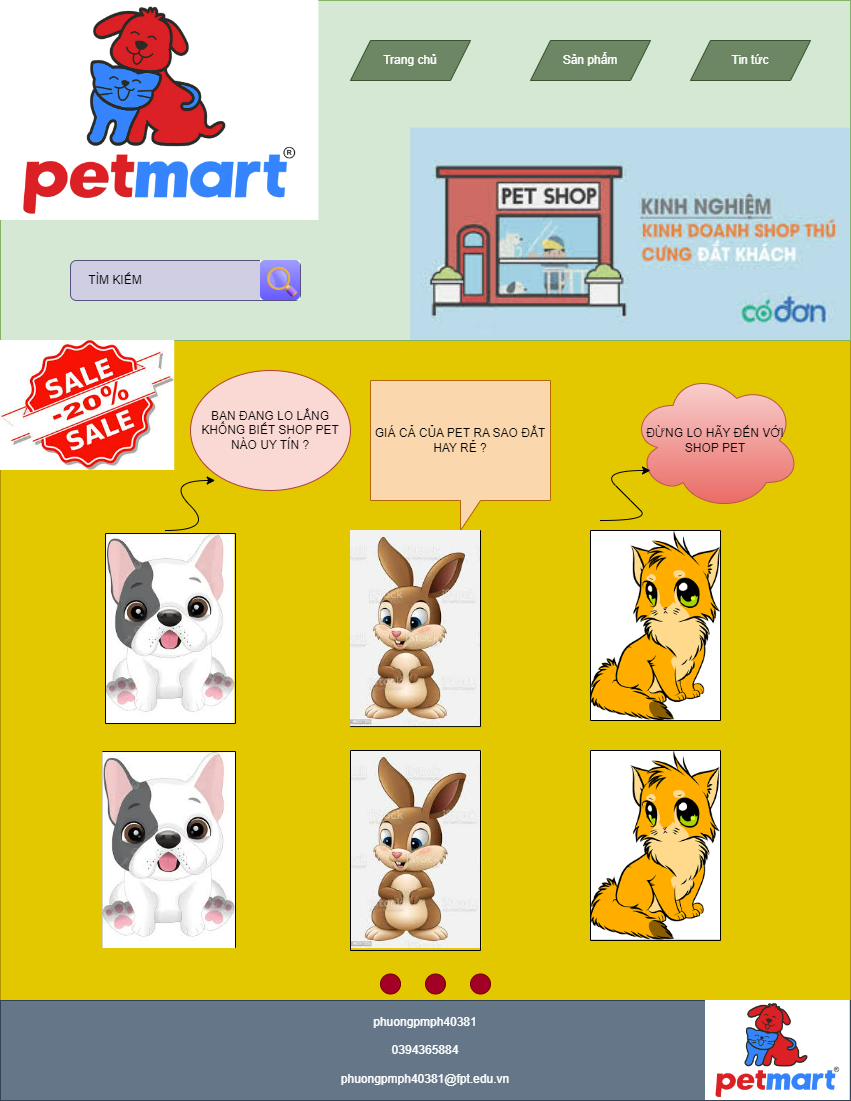 petmart®
Trang chủ
Sản phẩm
Tin tức
PET SHOP
KINH NGHIỆM
KINH DOANH SHOP THÚ
CƯNG ĐẮT KHÁCH
có đơn
TÌM KIẾM
SALE
-20%
SALE
BẠN ĐANG LO LẮNG
KHÔNG BIẾT SHOP PET
NÀO UY TÍN ?
GIÁ CẢ CỦA PET RA SAO ĐẮT
HAY RẺ ?
ĐỪNG LO HÃY ĐẾN VỚI
SHOP PET
phuongpmph40381
0394365884
phuongpmph40381@fpt.edu.vn
petmart®